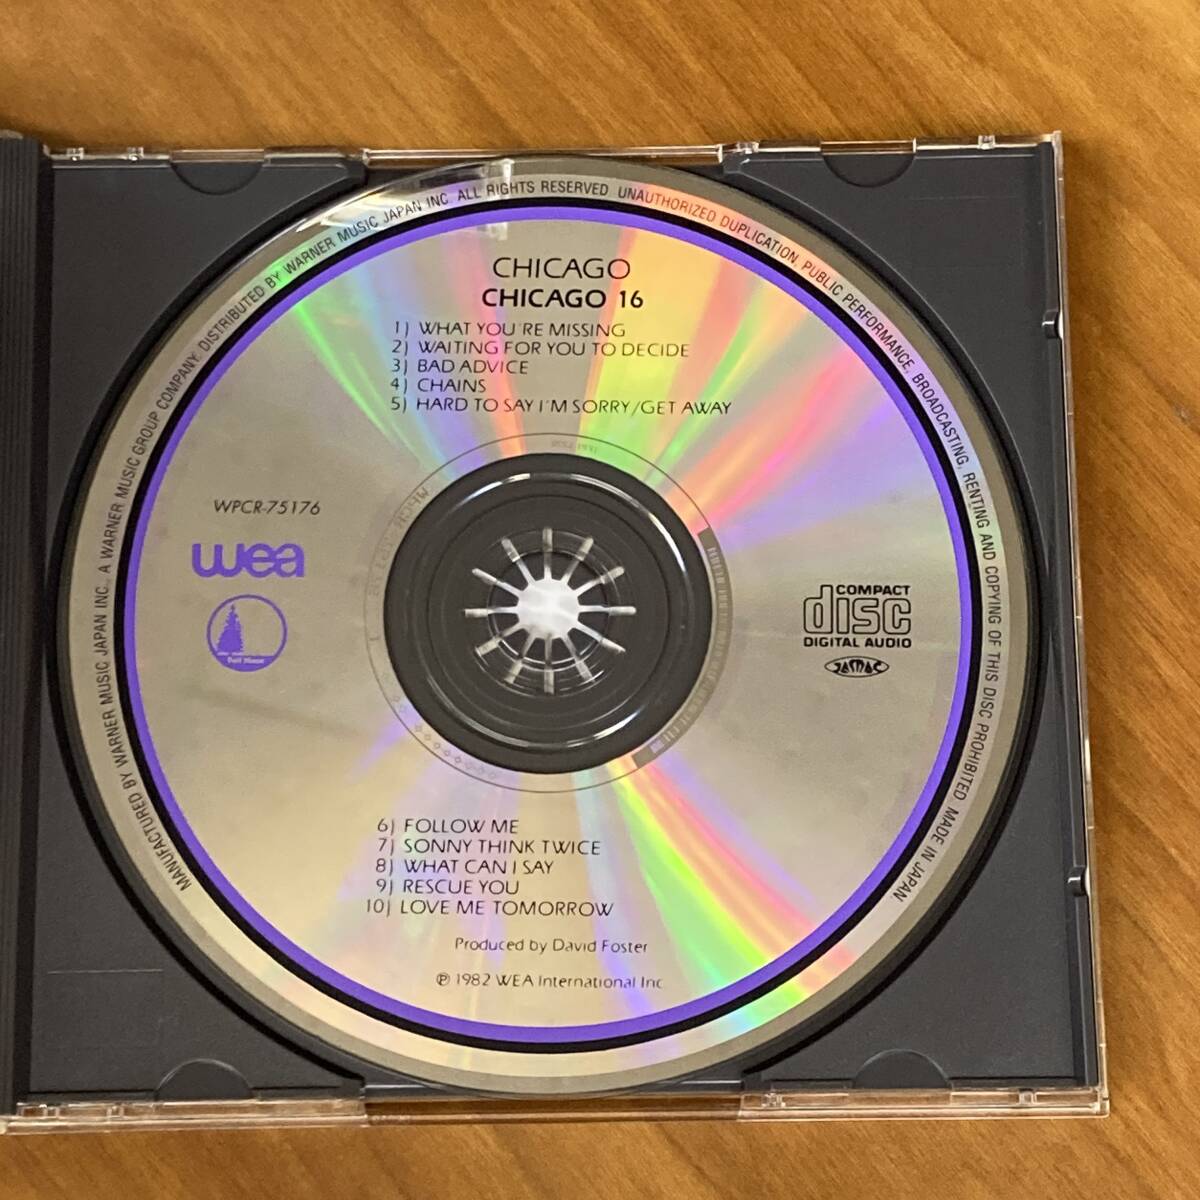 MANUFACTURED BY WARNER MUSIC JAPAN INC., A WARNER MUSIC GROUP COMPANY. DISTRIBUTED BY WARNER MUSIC JAPAN INC. ALL RIGHTS RESERVED. UNAUTHORIZED DUPLICATION, PUBLIC PERFORMANCE, BROADCASTING, RENTING AND COPYING OF THIS DISC PROHIBITED. MADE IN JAPAN.
CHICAGO
CHICAGO 16
1) WHAT YOU'RE MISSING
2) WAITING FOR YOU TO DECIDE
3) BAD ADVICE
4) CHAINS
5) HARD TO SAY I'M SORRY/GET AWAY
WPCR-75176
wea
Full Moon
COMPACT
disc
DIGITAL AUDIO
JASRAC
6) FOLLOW ME
7) SONNY THINK TWICE
8) WHAT CAN I SAY
9) RESCUE YOU
10) LOVE ME TOMORROW
Produced by David Foster
℗ 1982 WEA International Inc.